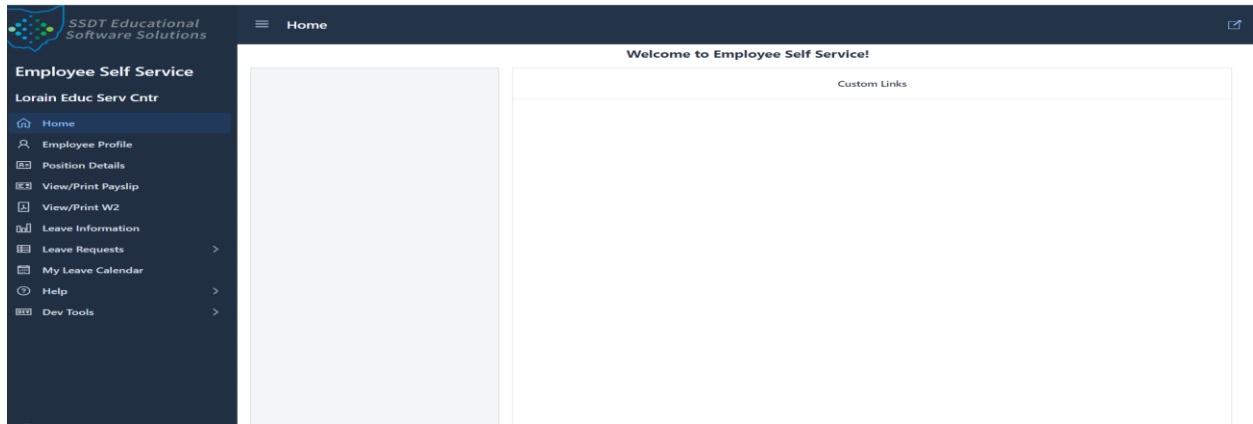 SSDT Educational
Software Solutions
Employee Self Service
Lorain Educ Serv Cntr
Home
Employee Profile
Position Details
View/Print Payslip
View/Print W2
Leave Information
Leave Requests
My Leave Calendar
Help
Dev Tools
Home
Welcome to Employee Self Service!
Custom Links